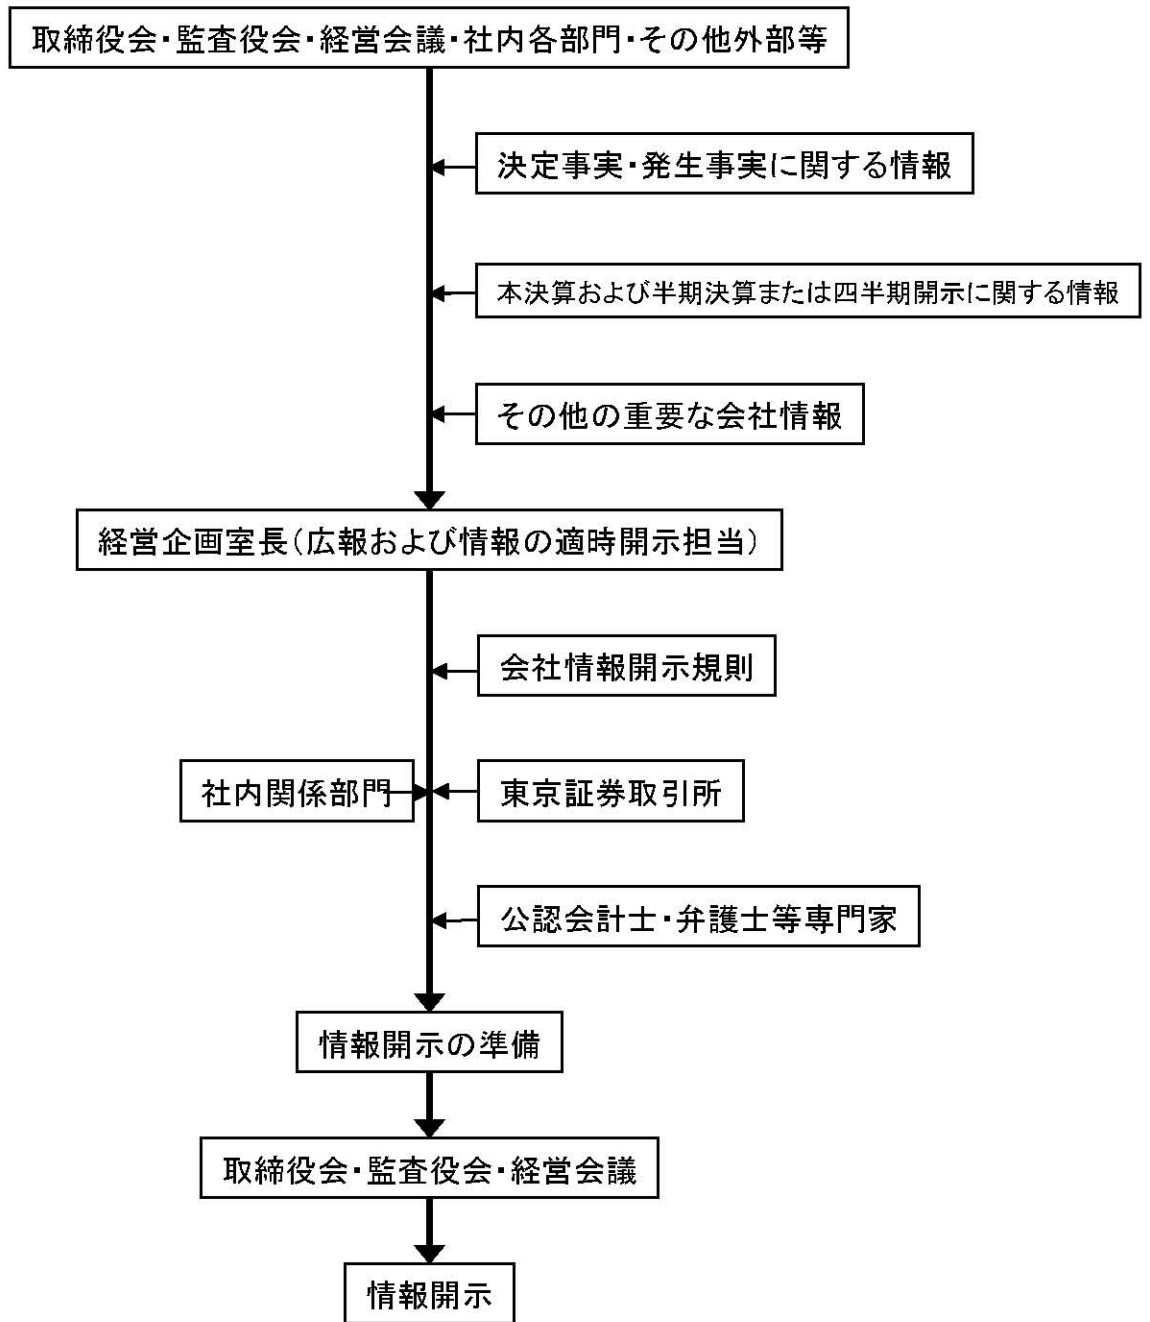 取締役会・監査役会・経営会議・社内各部門・その他外部等
決定事実・発生事実に関する情報
本決算および半期決算または四半期開示に関する情報
その他の重要な会社情報
経営企画室長（広報および情報の適時開示担当）
会社情報開示規則
社内関係部門
東京証券取引所
公認会計士・弁護士等専門家
情報開示の準備
取締役会・監査役会・経営会議
情報開示